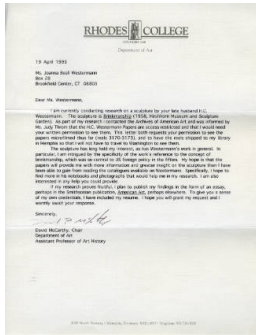 RHODES COLLEGE
Department of Art
19 April 1995
Ms. Joanna Beall Westermann
Box 28
Brookfield Center, CT
Dear Ms. Westermann,
I am currently conducting research on a sculpture by your late husband H.C.
Westermann. The sculpture is Brinkmanship (1958, Hirshhorn Museum and Sculpture
Garden). As part of my research I contacted the Archives of American Art and was informed by
Ms. Judy Throm that the H.C. Westermann Papers are access restricted and that I would need
your written permission to see them. This letter both requests your permission to see the
papers (microfilmed thus far (reels 3170-3173), and to have the reels shipped to my library
in Memphis so that I will not have to travel to Washington to see them.
The sculpture has long held my interest, as has Westermann's work in general. In
particular, I am intrigued by the specificity of the work's reference to the concept of
brinkmanship, which was so central to US foreign policy in the fifties. My hope is that the
papers will provide me with more information and greater insight on the sculpture than I have
been able to gain from reading the catalogues available on Westermann. Specifically, I hope to
find more in his notebooks and photographs that would help me in my research. I am also
interested in any help you could provide.
If my research proves fruitful, I plan to publish my findings in the form of an essay,
perhaps in the Smithsonian publication, American Art, perhaps elsewhere. To give you a sense
of my own credentials, I have included my resume. I hope you will grant my request and I
warmly await your response.
Sincerely,
David McCarthy, Chair
Department of Art
Assistant Professor of Art History